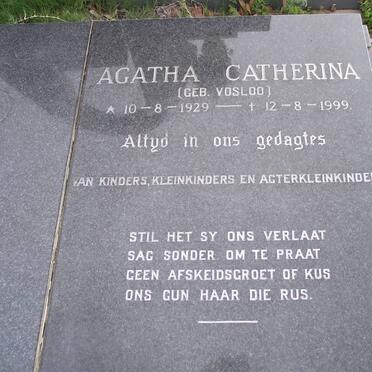 AGATHA CATHERINA
(GEB. VOSLOO)
* 10-8-1929 — † 12-8-1999.
Altyd in ons gedagtes
VAN KINDERS, KLEINKINDERS EN AGTERKLEINKINDE
STIL HET SY ONS VERLAAT
SAG SONDER OM TE PRAAT
GEEN AFSKEIDSGROET OF KUS
ONS GUN HAAR DIE RUS.